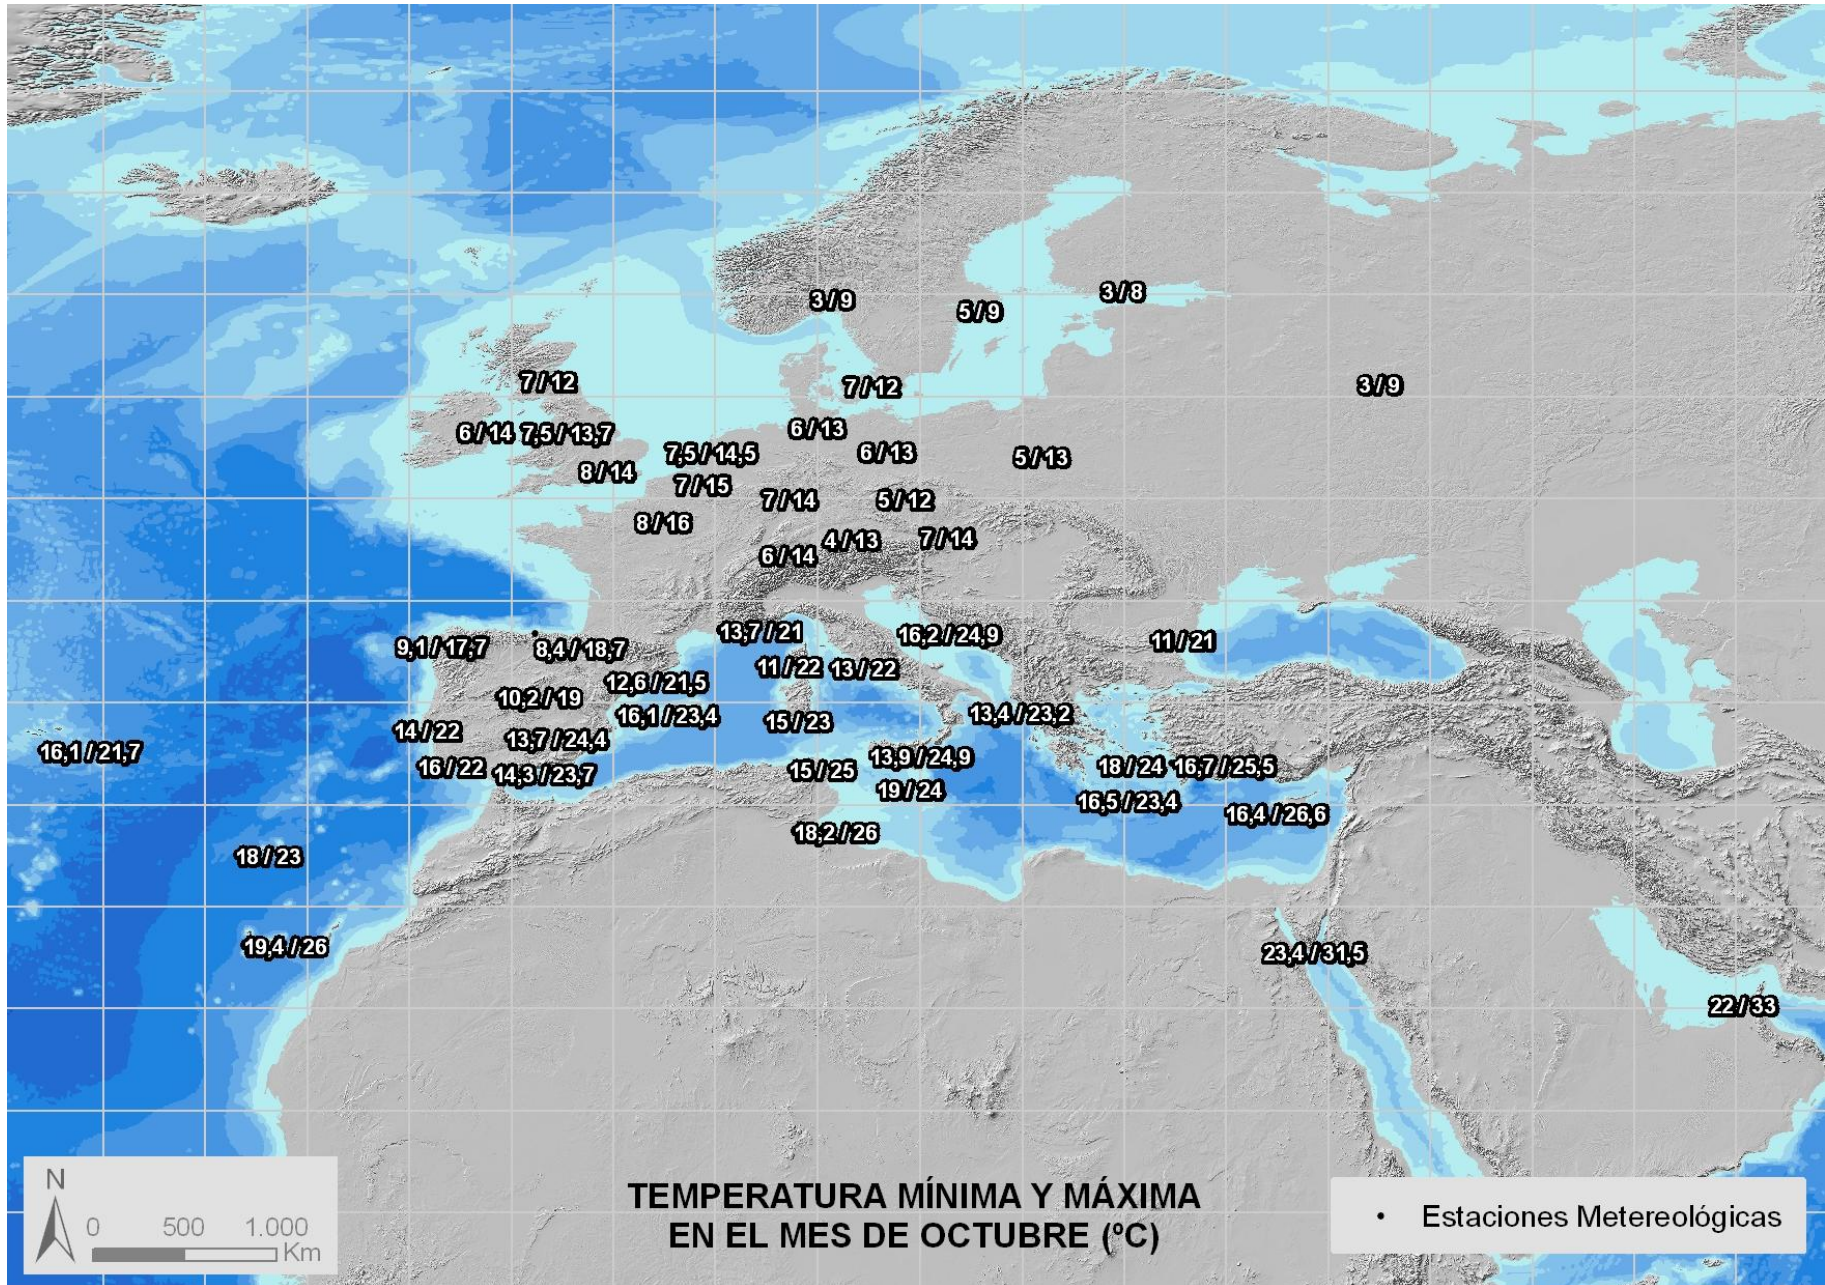 3 / 9
5 / 9
3 / 8
7 / 12
7 / 12
3 / 9
6 / 14
7,5 / 13,7
6 / 13
7,5 / 14,5
6 / 13
5 / 13
8 / 14
7 / 15
7 / 14
5 / 12
8 / 16
4 / 13
7 / 14
6 / 14
9,1 / 17,7
8,4 / 18,7
13,7 / 21
16,2 / 24,9
11 / 21
11 / 22
13 / 22
12,6 / 21,5
10,2 / 19
16,1 / 23,4
15 / 23
13,4 / 23,2
14 / 22
13,7 / 24,4
16,1 / 21,7
16 / 22
14,3 / 23,7
15 / 25
13,9 / 24,9
18 / 24
16,7 / 25,5
19 / 24
16,5 / 23,4
16,4 / 26,6
18,2 / 26
18 / 23
19,4 / 26
23,4 / 31,5
22 / 33
N
0 500 1.000
Km
TEMPERATURA MÍNIMA Y MÁXIMA
EN EL MES DE OCTUBRE (ºC)
Estaciones Metereológicas